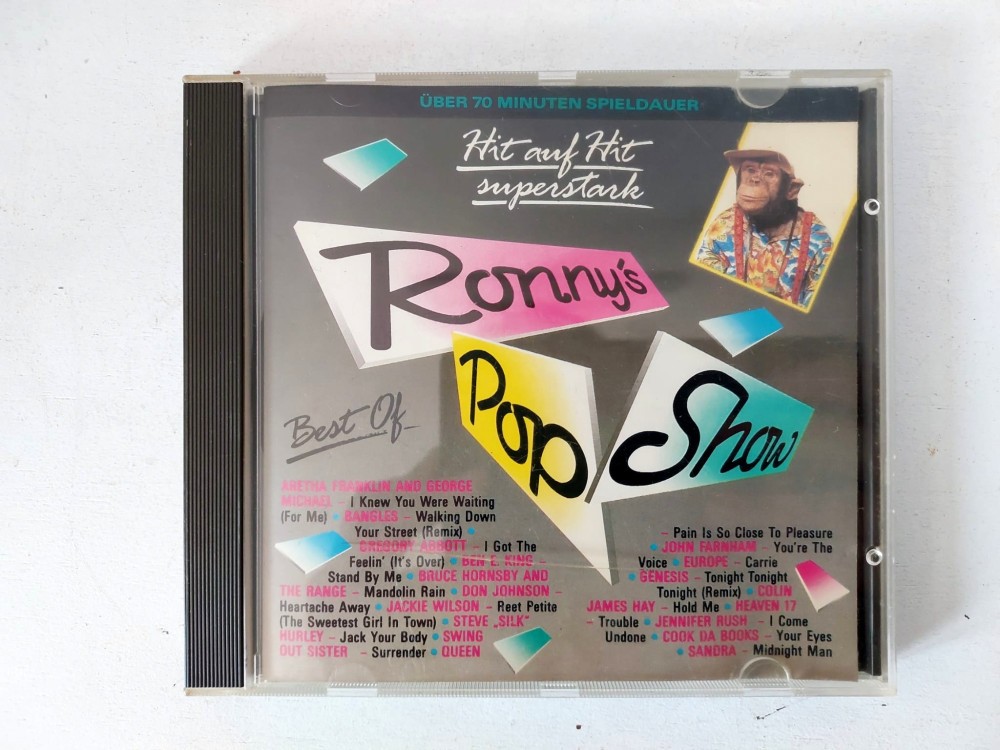 ÜBER 70 MINUTEN SPIELDAUER
Hit auf Hit
superstark
Ronny's
Pop Show
Best Of
ARETHA FRANKLIN AND GEORGE
MICHAEL – I Knew You Were Waiting
(For Me) • BANGLES – Walking Down
Your Street (Remix) •
GREGORY ABBOTT – I Got The
Feelin' (It's Over) • BEN E. KING –
Stand By Me • BRUCE HORNSBY AND
THE RANGE – Mandolin Rain • DON JOHNSON –
Heartache Away • JACKIE WILSON – Reet Petite
(The Sweetest Girl In Town) • STEVE „SILK"
HURLEY – Jack Your Body • SWING
OUT SISTER – Surrender • QUEEN
– Pain Is So Close To Pleasure
• JOHN FARNHAM – You're The
Voice • EUROPE – Carrie
• GENESIS – Tonight Tonight
Tonight (Remix) • COLIN
JAMES HAY – Hold Me • HEAVEN 17
– Trouble • JENNIFER RUSH – I Come
Undone • COOK DA BOOKS – Your Eyes
• SANDRA – Midnight Man